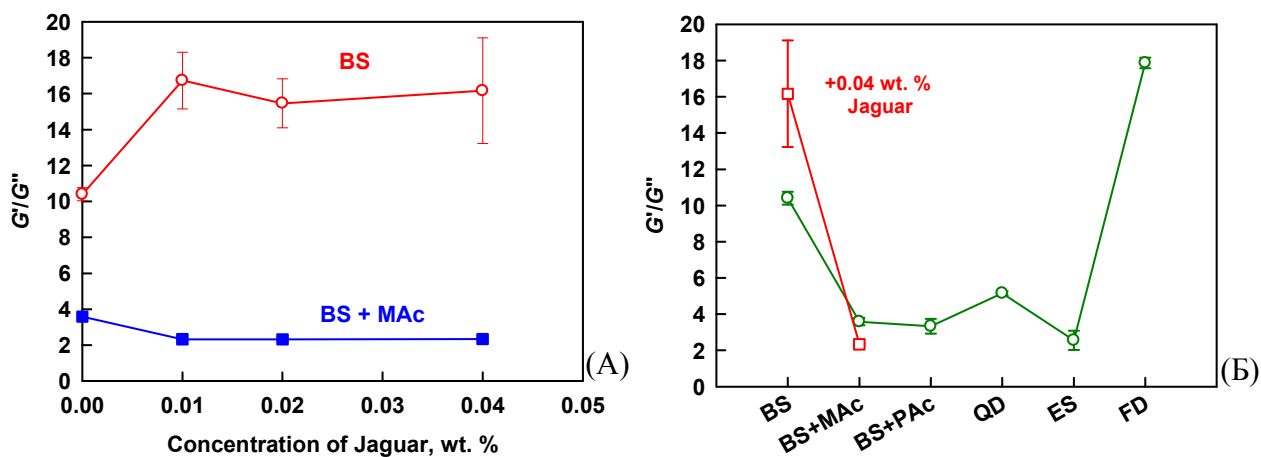 20
18
16
14
12
10
8
6
4
2
0
G'/G"
BS
BS + MAc
0.00 0.01 0.02 0.03 0.04 0.05
Concentration of Jaguar, wt. %
(А)
20
18
16
14
12
10
8
6
4
2
0
G'/G"
+0.04 wt. %
Jaguar
BS BS+MAc BS+PAc QD ES FD
(Б)